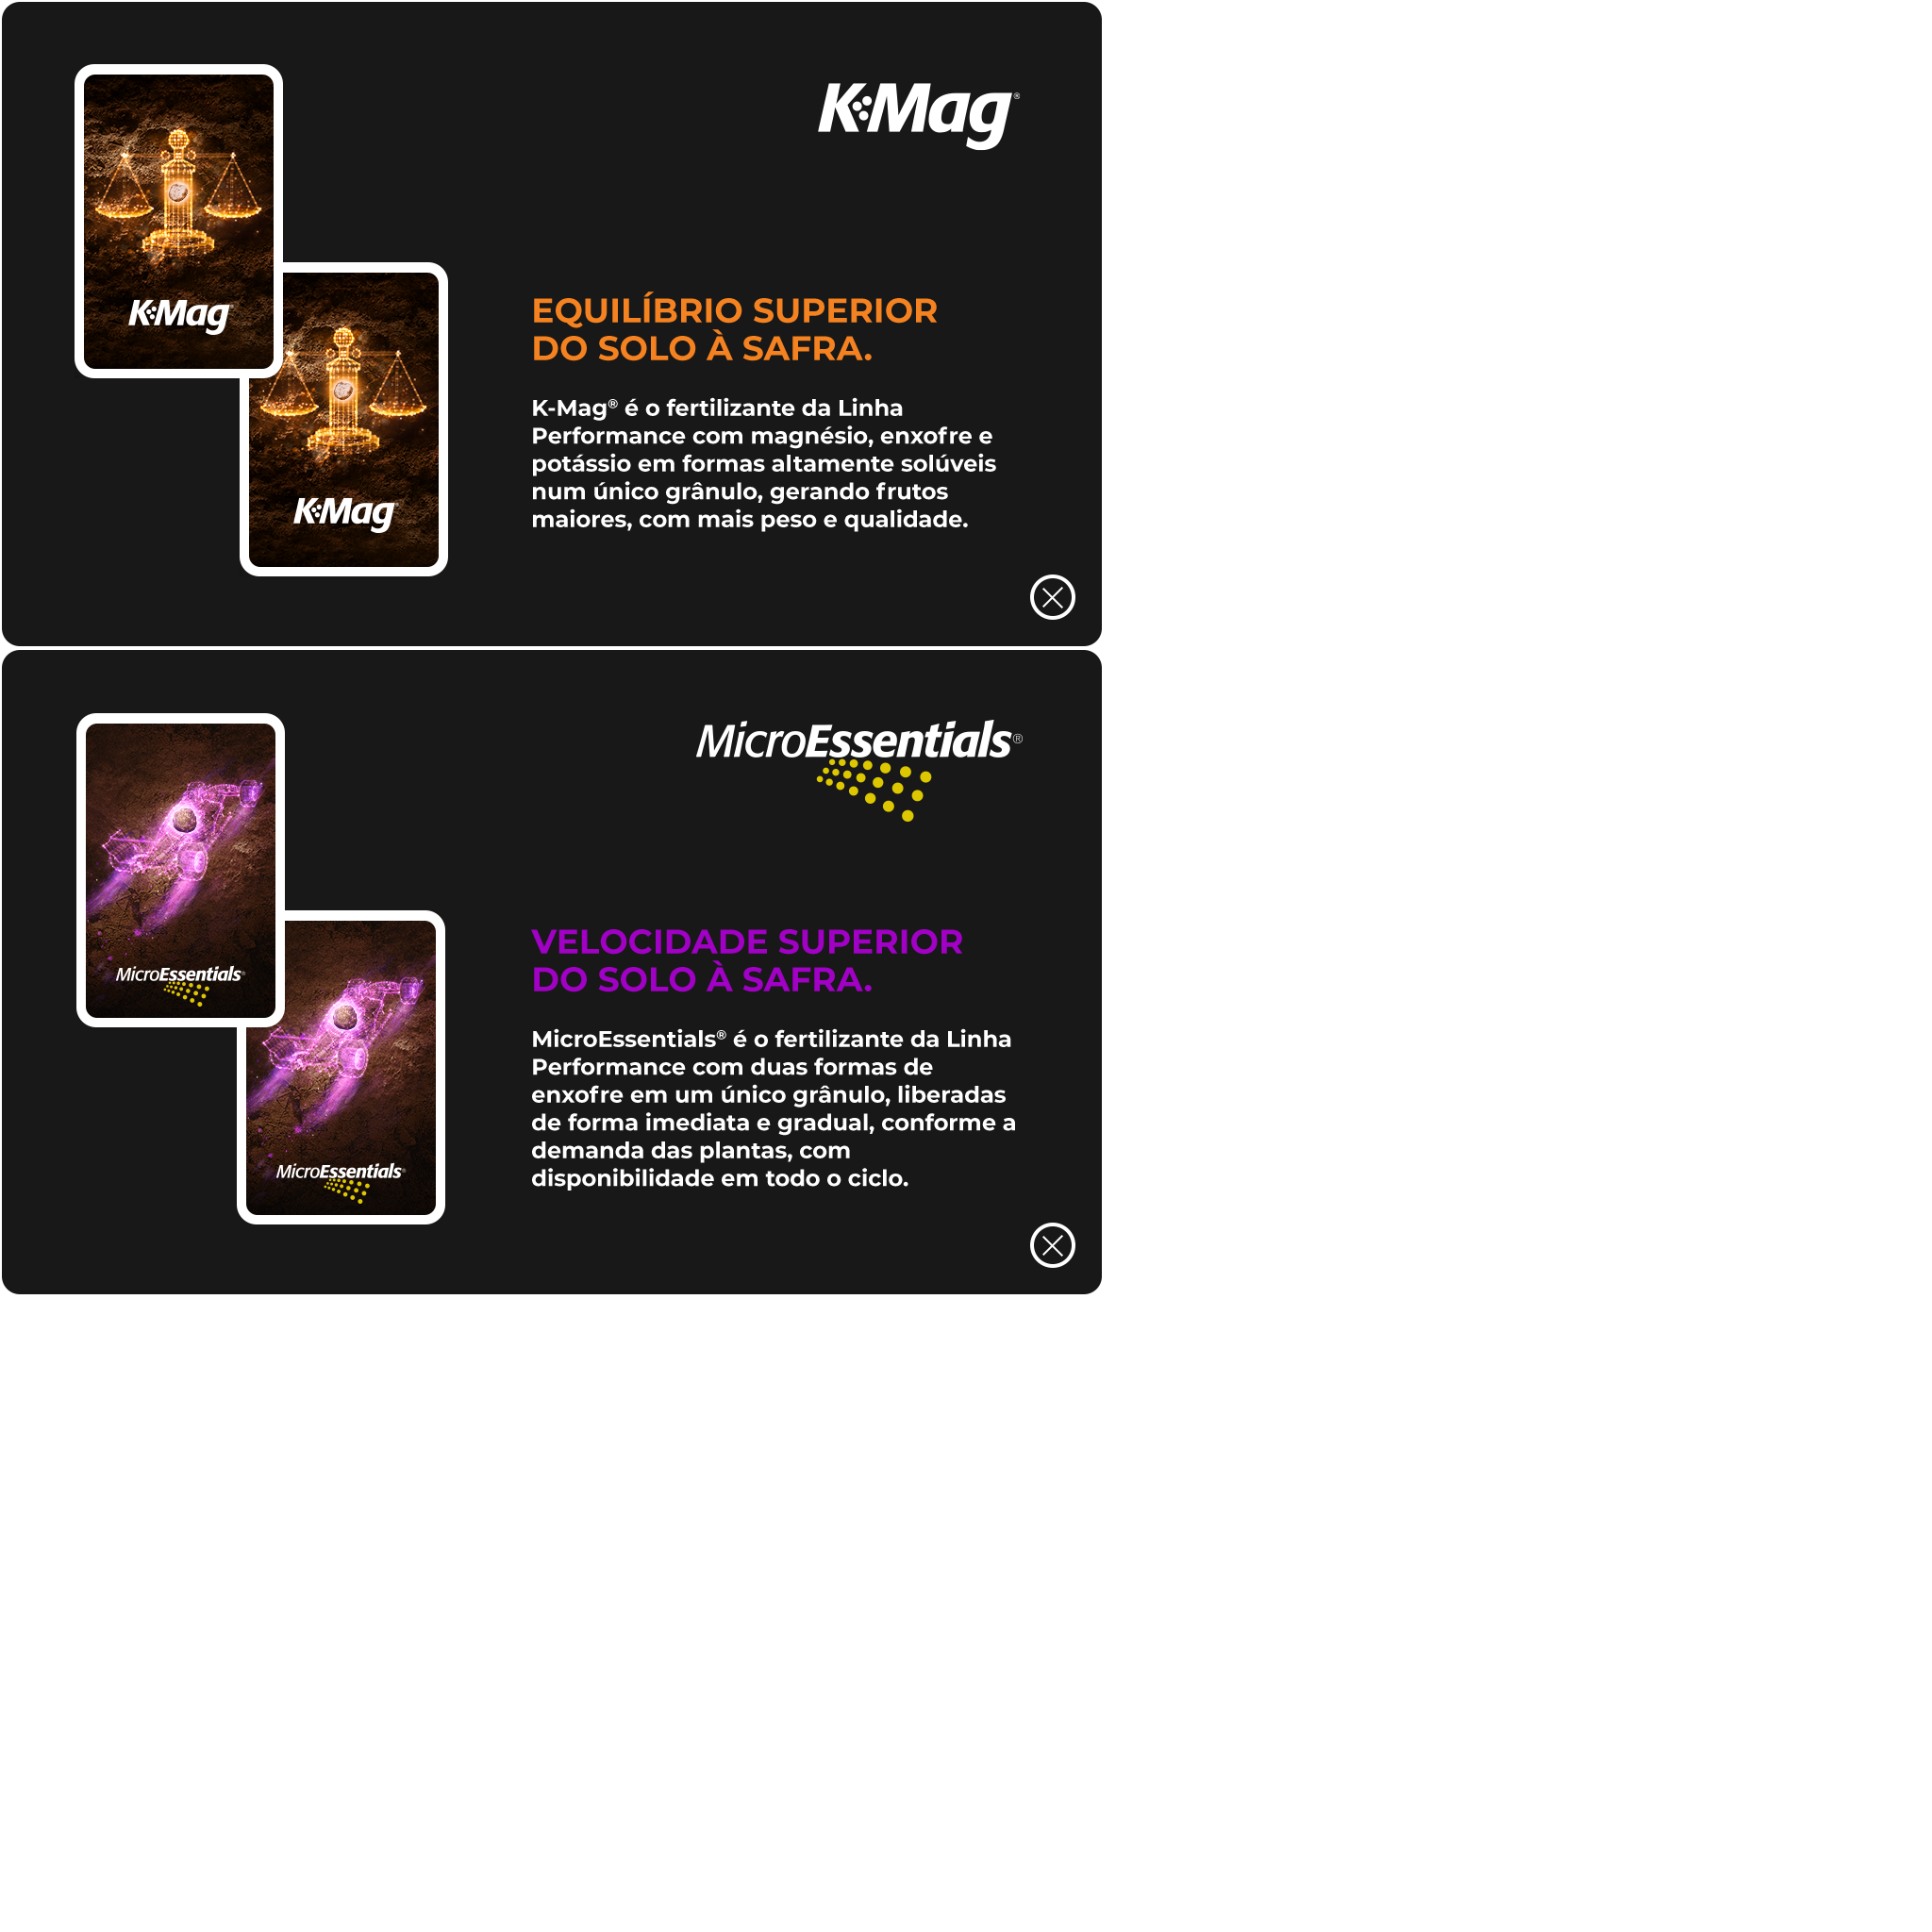 K-Mag®
K-Mag
K-Mag
EQUILÍBRIO SUPERIOR
DO SOLO À SAFRA.
K-Mag® é o fertilizante da Linha
Performance com magnésio, enxofre e
potássio em formas altamente solúveis
num único grânulo, gerando frutos
maiores, com mais peso e qualidade.
MicroEssentials®
MicroEssentials®
MicroEssentials®
VELOCIDADE SUPERIOR
DO SOLO À SAFRA.
MicroEssentials® é o fertilizante da Linha
Performance com duas formas de
enxofre em um único grânulo, liberadas
de forma imediata e gradual, conforme a
demanda das plantas, com
disponibilidade em todo o ciclo.